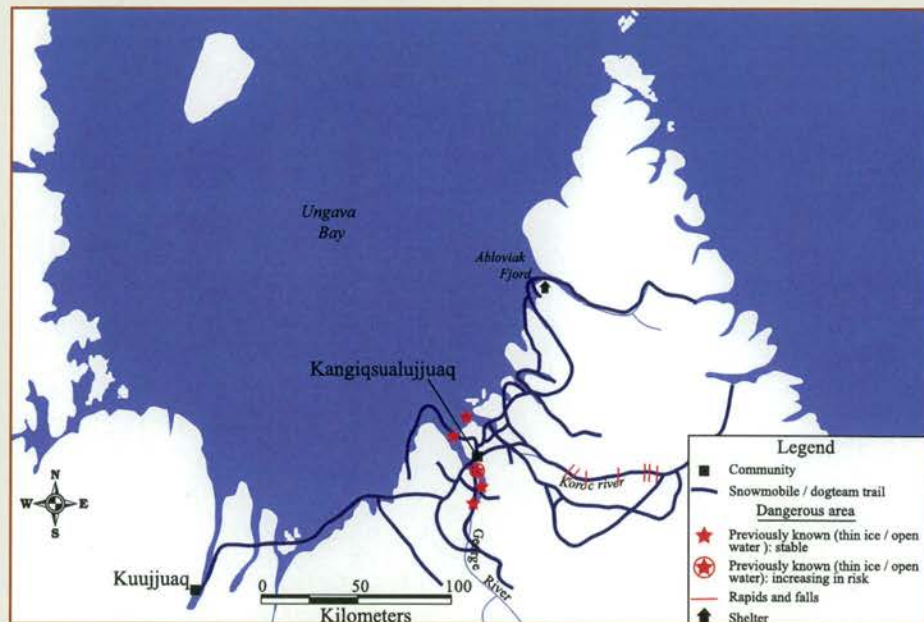 Ungava
Bay
Abloviak
Fjord
Kangiqsualujjuaq
Koroc river
George River
Kuujjuaq
N
W
E
S
0 50 100
Kilometers
Legend
Community
Snowmobile / dogteam trail
Dangerous area
Previously known (thin ice / open
water ): stable
Previously known (thin ice / open
water): increasing in risk
Rapids and falls
Shelter